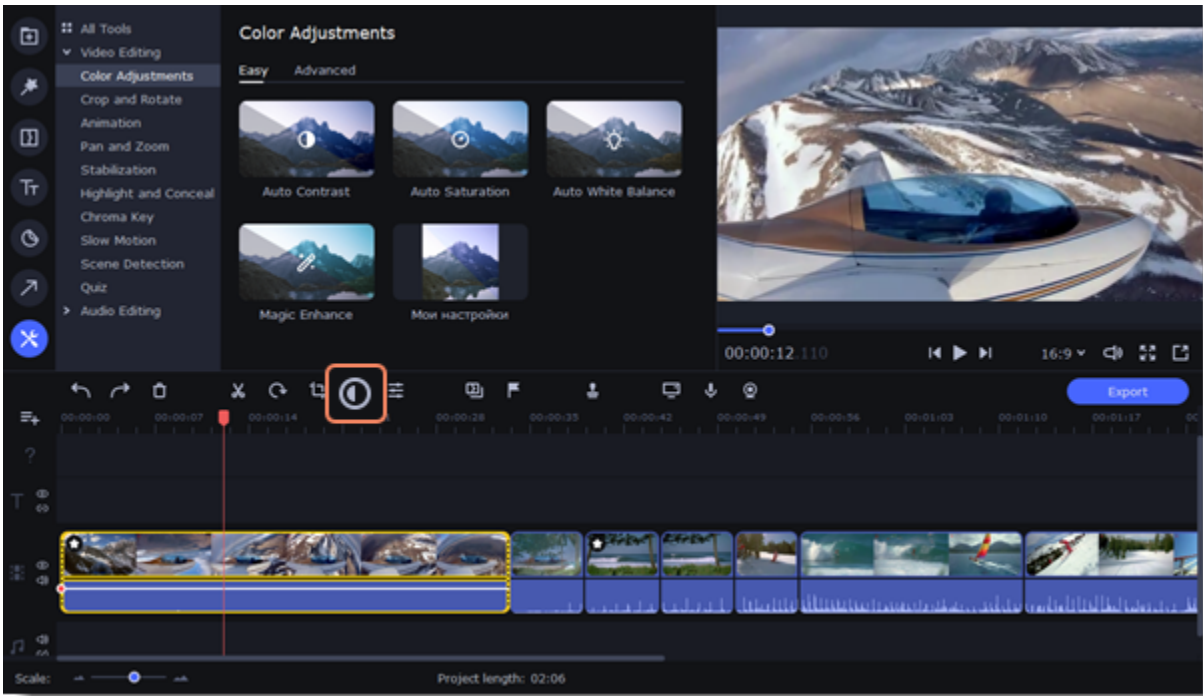 All Tools
Video Editing
Color Adjustments
Crop and Rotate
Animation
Pan and Zoom
Stabilization
Highlight and Conceal
Chroma Key
Slow Motion
Scene Detection
Quiz
Audio Editing
Color Adjustments
Easy Advanced
Auto Contrast Auto Saturation Auto White Balance
Magic Enhance Мои настройки
00:00:12.110
16:9
Export
00:00:00 00:00:07 00:00:14 00:00:28 00:00:35 00:00:42 00:00:49 00:00:56 00:01:03 00:01:10 00:01:17
Scale:
Project length: 02:06